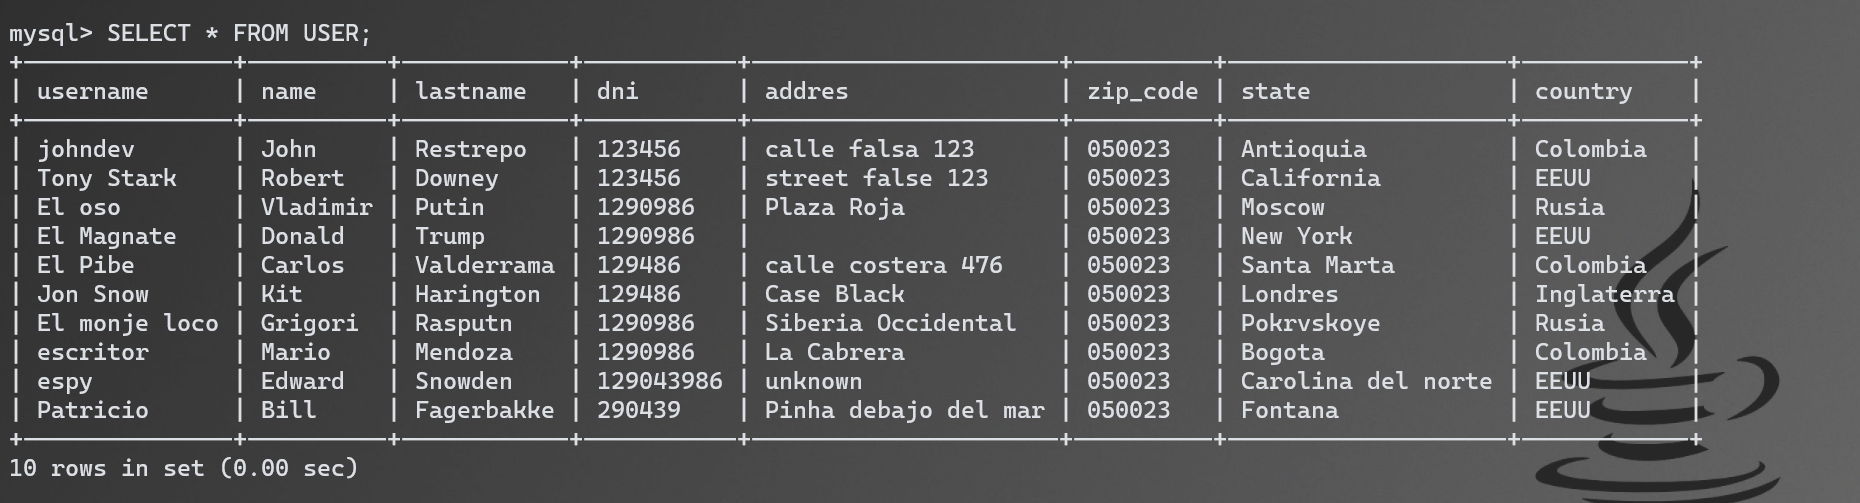 mysql> SELECT * FROM USER;
+---------------+----------+-----------+-----------+----------------------+----------+--------------------+------------+
| username | name | lastname | dni | addres | zip_code | state | country |
+---------------+----------+-----------+-----------+----------------------+----------+--------------------+------------+
| johndev | John | Restrepo | 123456 | calle falsa 123 | 050023 | Antioquia | Colombia |
| Tony Stark | Robert | Downey | 123456 | street false 123 | 050023 | California | EEUU |
| El oso | Vladimir | Putin | 1290986 | Plaza Roja | 050023 | Moscow | Rusia |
| El Magnate | Donald | Trump | 1290986 | | 050023 | New York | EEUU |
| El Pibe | Carlos | Valderrama | 129486 | calle costera 476 | 050023 | Santa Marta | Colombia |
| Jon Snow | Kit | Harington | 129486 | Case Black | 050023 | Londres | Inglaterra |
| El monje loco | Grigori | Rasputn | 1290986 | Siberia Occidental | 050023 | Pokrvskoye | Rusia |
| escritor | Mario | Mendoza | 1290986 | La Cabrera | 050023 | Bogota | Colombia |
| espy | Edward | Snowden | 129043986 | unknown | 050023 | Carolina del norte | EEUU |
| Patricio | Bill | Fagerbakke | 290439 | Pinha debajo del mar | 050023 | Fontana | EEUU |
+---------------+----------+-----------+-----------+----------------------+----------+--------------------+------------+
10 rows in set (0.00 sec)